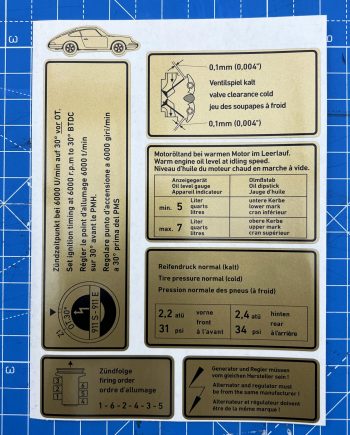 Zündzeitpunkt bei 6000 U/min auf 30° vor OT.
Set ignition timing at 6000 r.p.m to 30° BTDC
Régler le point d'allumage 6000 t/min
sur 30° avant le PMH.
Regolare punto d'accensione a 6000 giri/min
a 30° prima del PMS
Z1
OT 30°
911 S - 911 E
0,1mm (0,004")
Ventilspiel kalt
valve clearance cold
jeu des soupapes à froid
0,1mm (0,004")
Motorölstand bei warmen Motor im Leerlauf.
Warm engine oil level at idling speed.
Niveau d'huile du moteur chaud en marche à vide.
Anzeigegerät
Oil level gauge
Appareil indicateur
Ölmeßstab
Oil dipstick
Jauge d'huile
min. 5
Liter
quarts
litres
untere Kerbe
lower mark
cran inférieur
max. 7
Liter
quarts
litres
obere Kerbe
upper mark
cran supérieur
Reifendruck normal (kalt)
Tire pressure normal (cold)
Pression normale des pneus (à froid)
2,2 atü
31 psi
vorne
front
à l'avant
2,4 atü
34 psi
hinten
rear
à l'arrière
Zündfolge
firing order
ordre d'allumage
1 - 6 - 2 - 4 - 3 - 5
Generator und Regler müssen
vom gleichen Hersteller sein !
Alternator and regulator must
be from the same manufacturer !
Alternateur et régulateur doivent
être de la même marque !